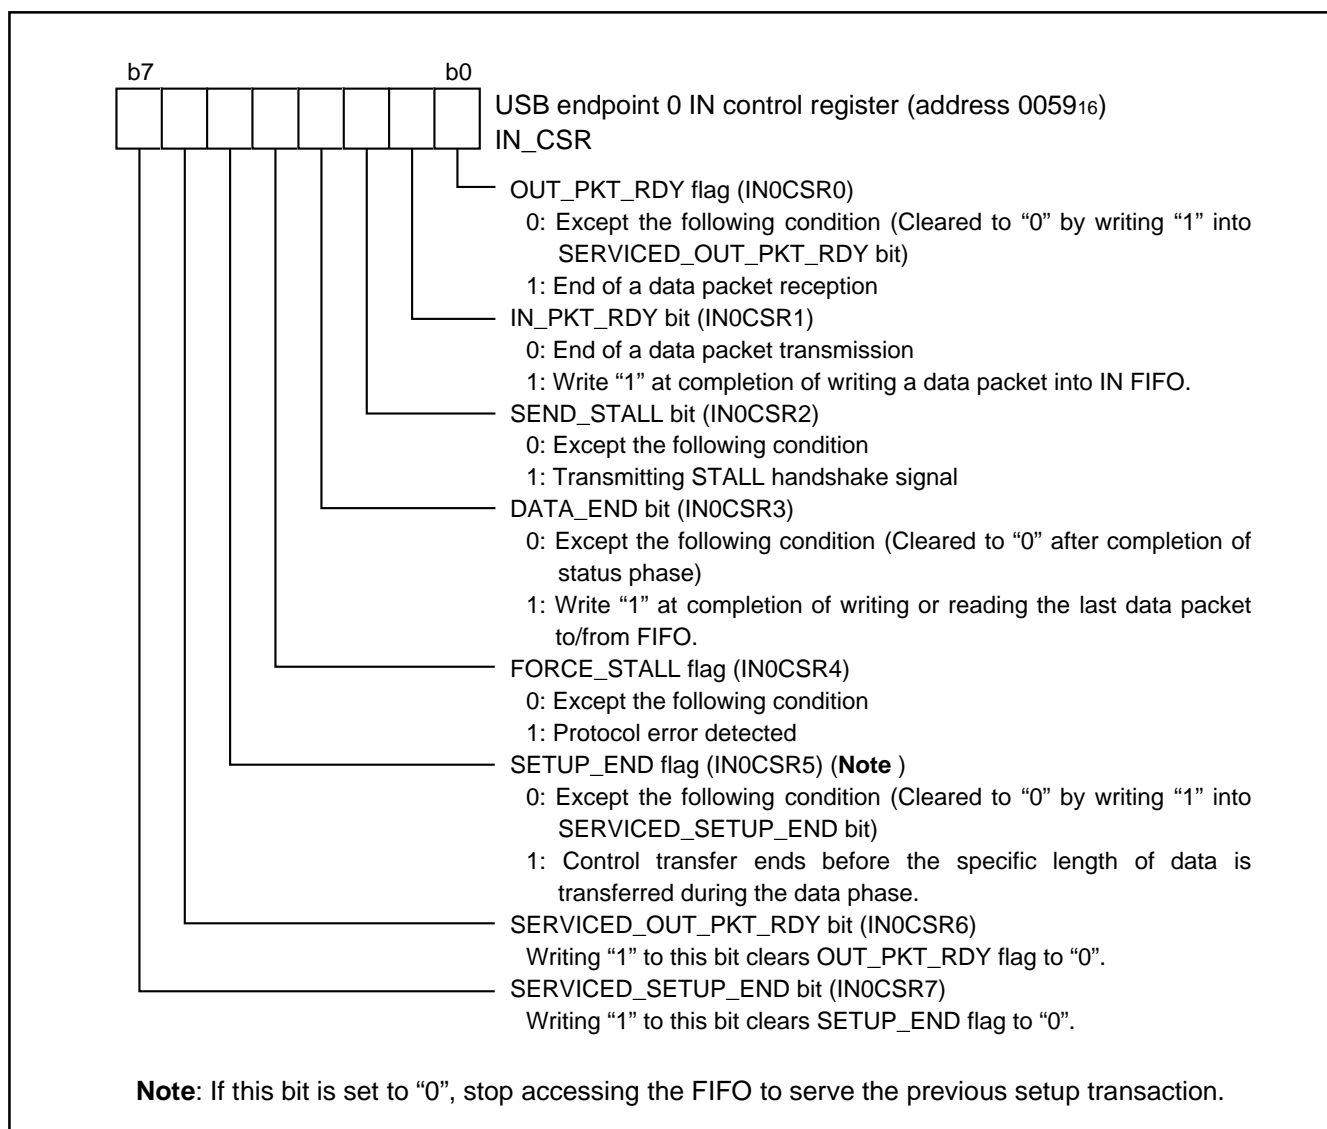 b7 b0
USB endpoint 0 IN control register (address 005916)
IN_CSR
OUT_PKT_RDY flag (IN0CSR0)
0: Except the following condition (Cleared to “0” by writing “1” into
SERVICED_OUT_PKT_RDY bit)
1: End of a data packet reception
IN_PKT_RDY bit (IN0CSR1)
0: End of a data packet transmission
1: Write “1” at completion of writing a data packet into IN FIFO.
SEND_STALL bit (IN0CSR2)
0: Except the following condition
1: Transmitting STALL handshake signal
DATA_END bit (IN0CSR3)
0: Except the following condition (Cleared to “0” after completion of
status phase)
1: Write “1” at completion of writing or reading the last data packet
to/from FIFO.
FORCE_STALL flag (IN0CSR4)
0: Except the following condition
1: Protocol error detected
SETUP_END flag (IN0CSR5) (Note )
0: Except the following condition (Cleared to “0” by writing “1” into
SERVICED_SETUP_END bit)
1: Control transfer ends before the specific length of data is
transferred during the data phase.
SERVICED_OUT_PKT_RDY bit (IN0CSR6)
Writing “1” to this bit clears OUT_PKT_RDY flag to “0”.
SERVICED_SETUP_END bit (IN0CSR7)
Writing “1” to this bit clears SETUP_END flag to “0”.
Note: If this bit is set to “0”, stop accessing the FIFO to serve the previous setup transaction.